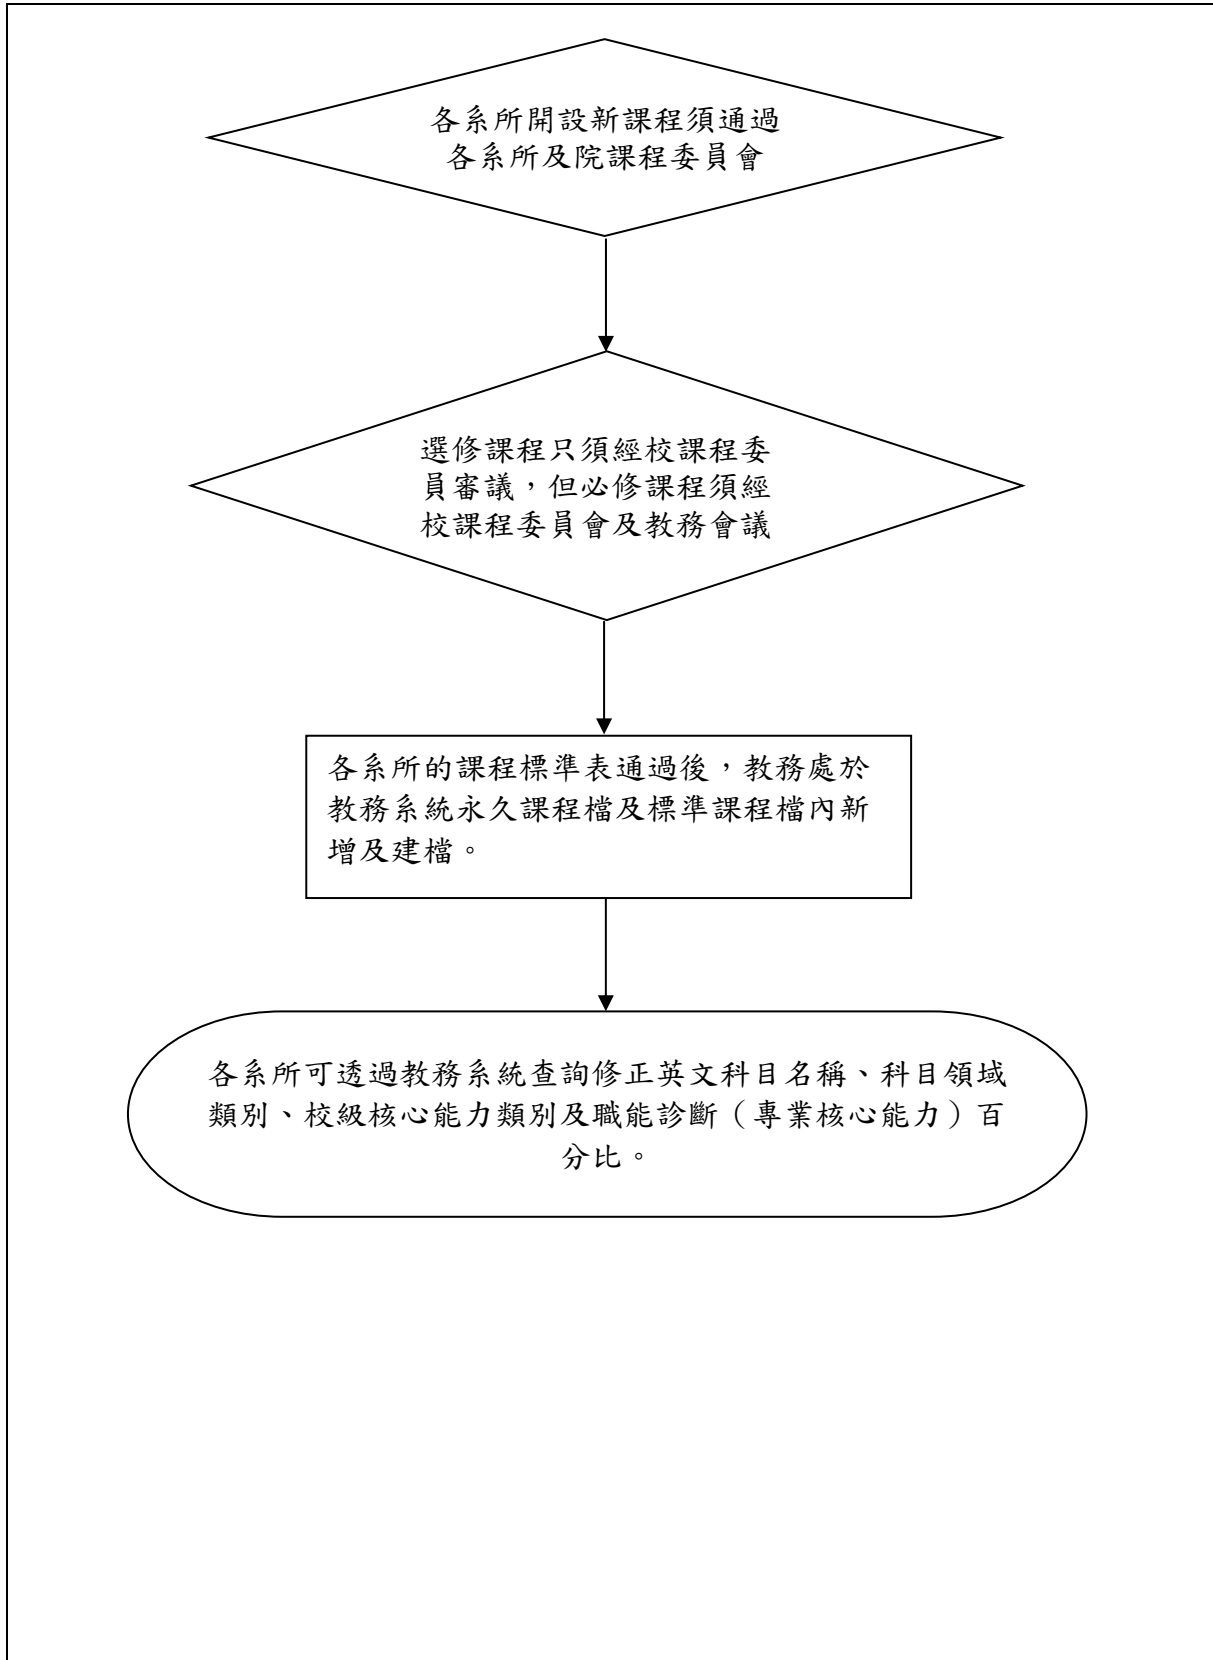 各系所開設新課程須通過
各系所及院課程委員會
選修課程只須經校課程委
員審議，但必修課程須經
校課程委員會及教務會議
各系所的課程標準表通過後，教務處於
教務系統永久課程檔及標準課程檔內新
增及建檔。
各系所可透過教務系統查詢修正英文科目名稱、科目領域
類別、校級核心能力類別及職能診斷（專業核心能力）百
分比。